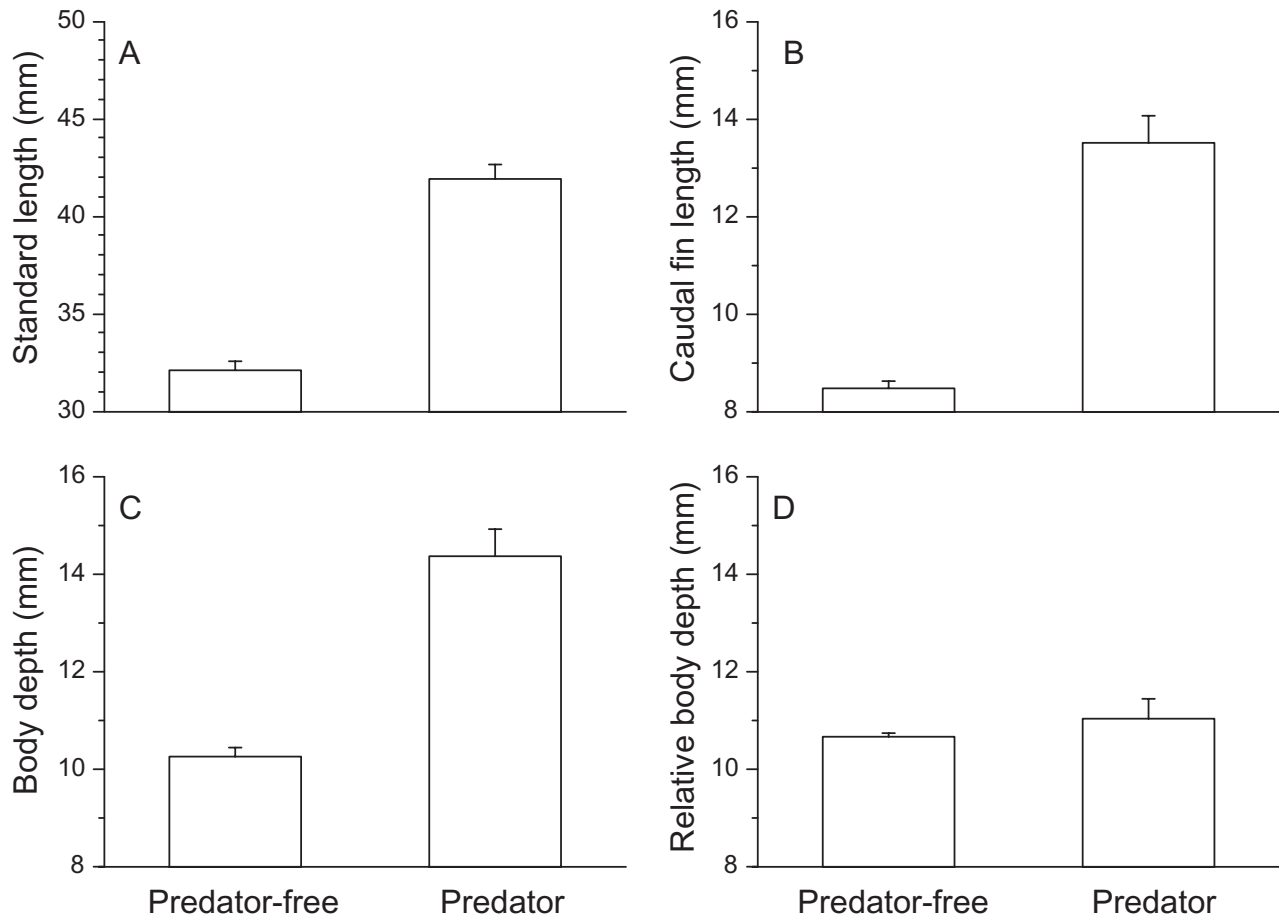 A
Standard length (mm)
50
45
40
35
30
B
Caudal fin length (mm)
16
14
12
10
8
C
Body depth (mm)
16
14
12
10
8
Predator-free
Predator
D
Relative body depth (mm)
16
14
12
10
8
Predator-free
Predator